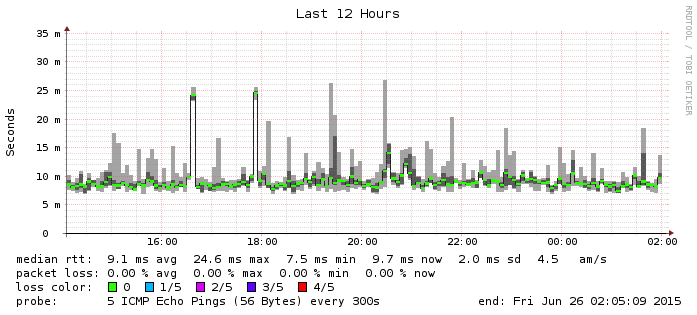 Last 12 Hours
RRDTOOL / TOBI OETIKER
Seconds
35 m
30 m
25 m
20 m
15 m
10 m
5 m
0
16:00 18:00 20:00 22:00 00:00 02:00
median rtt: 9.1 ms avg 24.6 ms max 7.5 ms min 9.7 ms now 2.0 ms sd 4.5 am/s
packet loss: 0.00 % avg 0.00 % max 0.00 % min 0.00 % now
loss color: 0 1/5 2/5 3/5 4/5
probe: 5 ICMP Echo Pings (56 Bytes) every 300s end: Fri Jun 26 02:05:09 2015